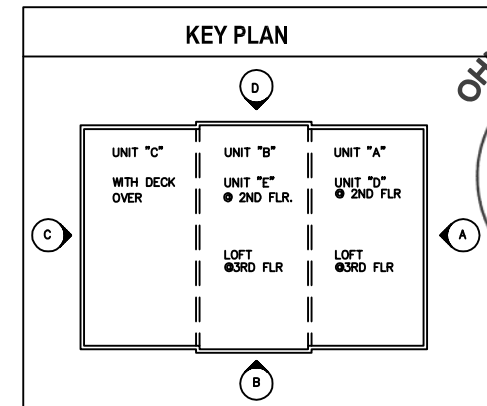 KEY PLAN
OH
D
UNIT "C"
WITH DECK
OVER
UNIT "B"
UNIT "E"
@ 2ND FLR.
LOFT
@3RD FLR
UNIT "A"
UNIT "D"
@ 2ND FLR
LOFT
@3RD FLR
C
A
B